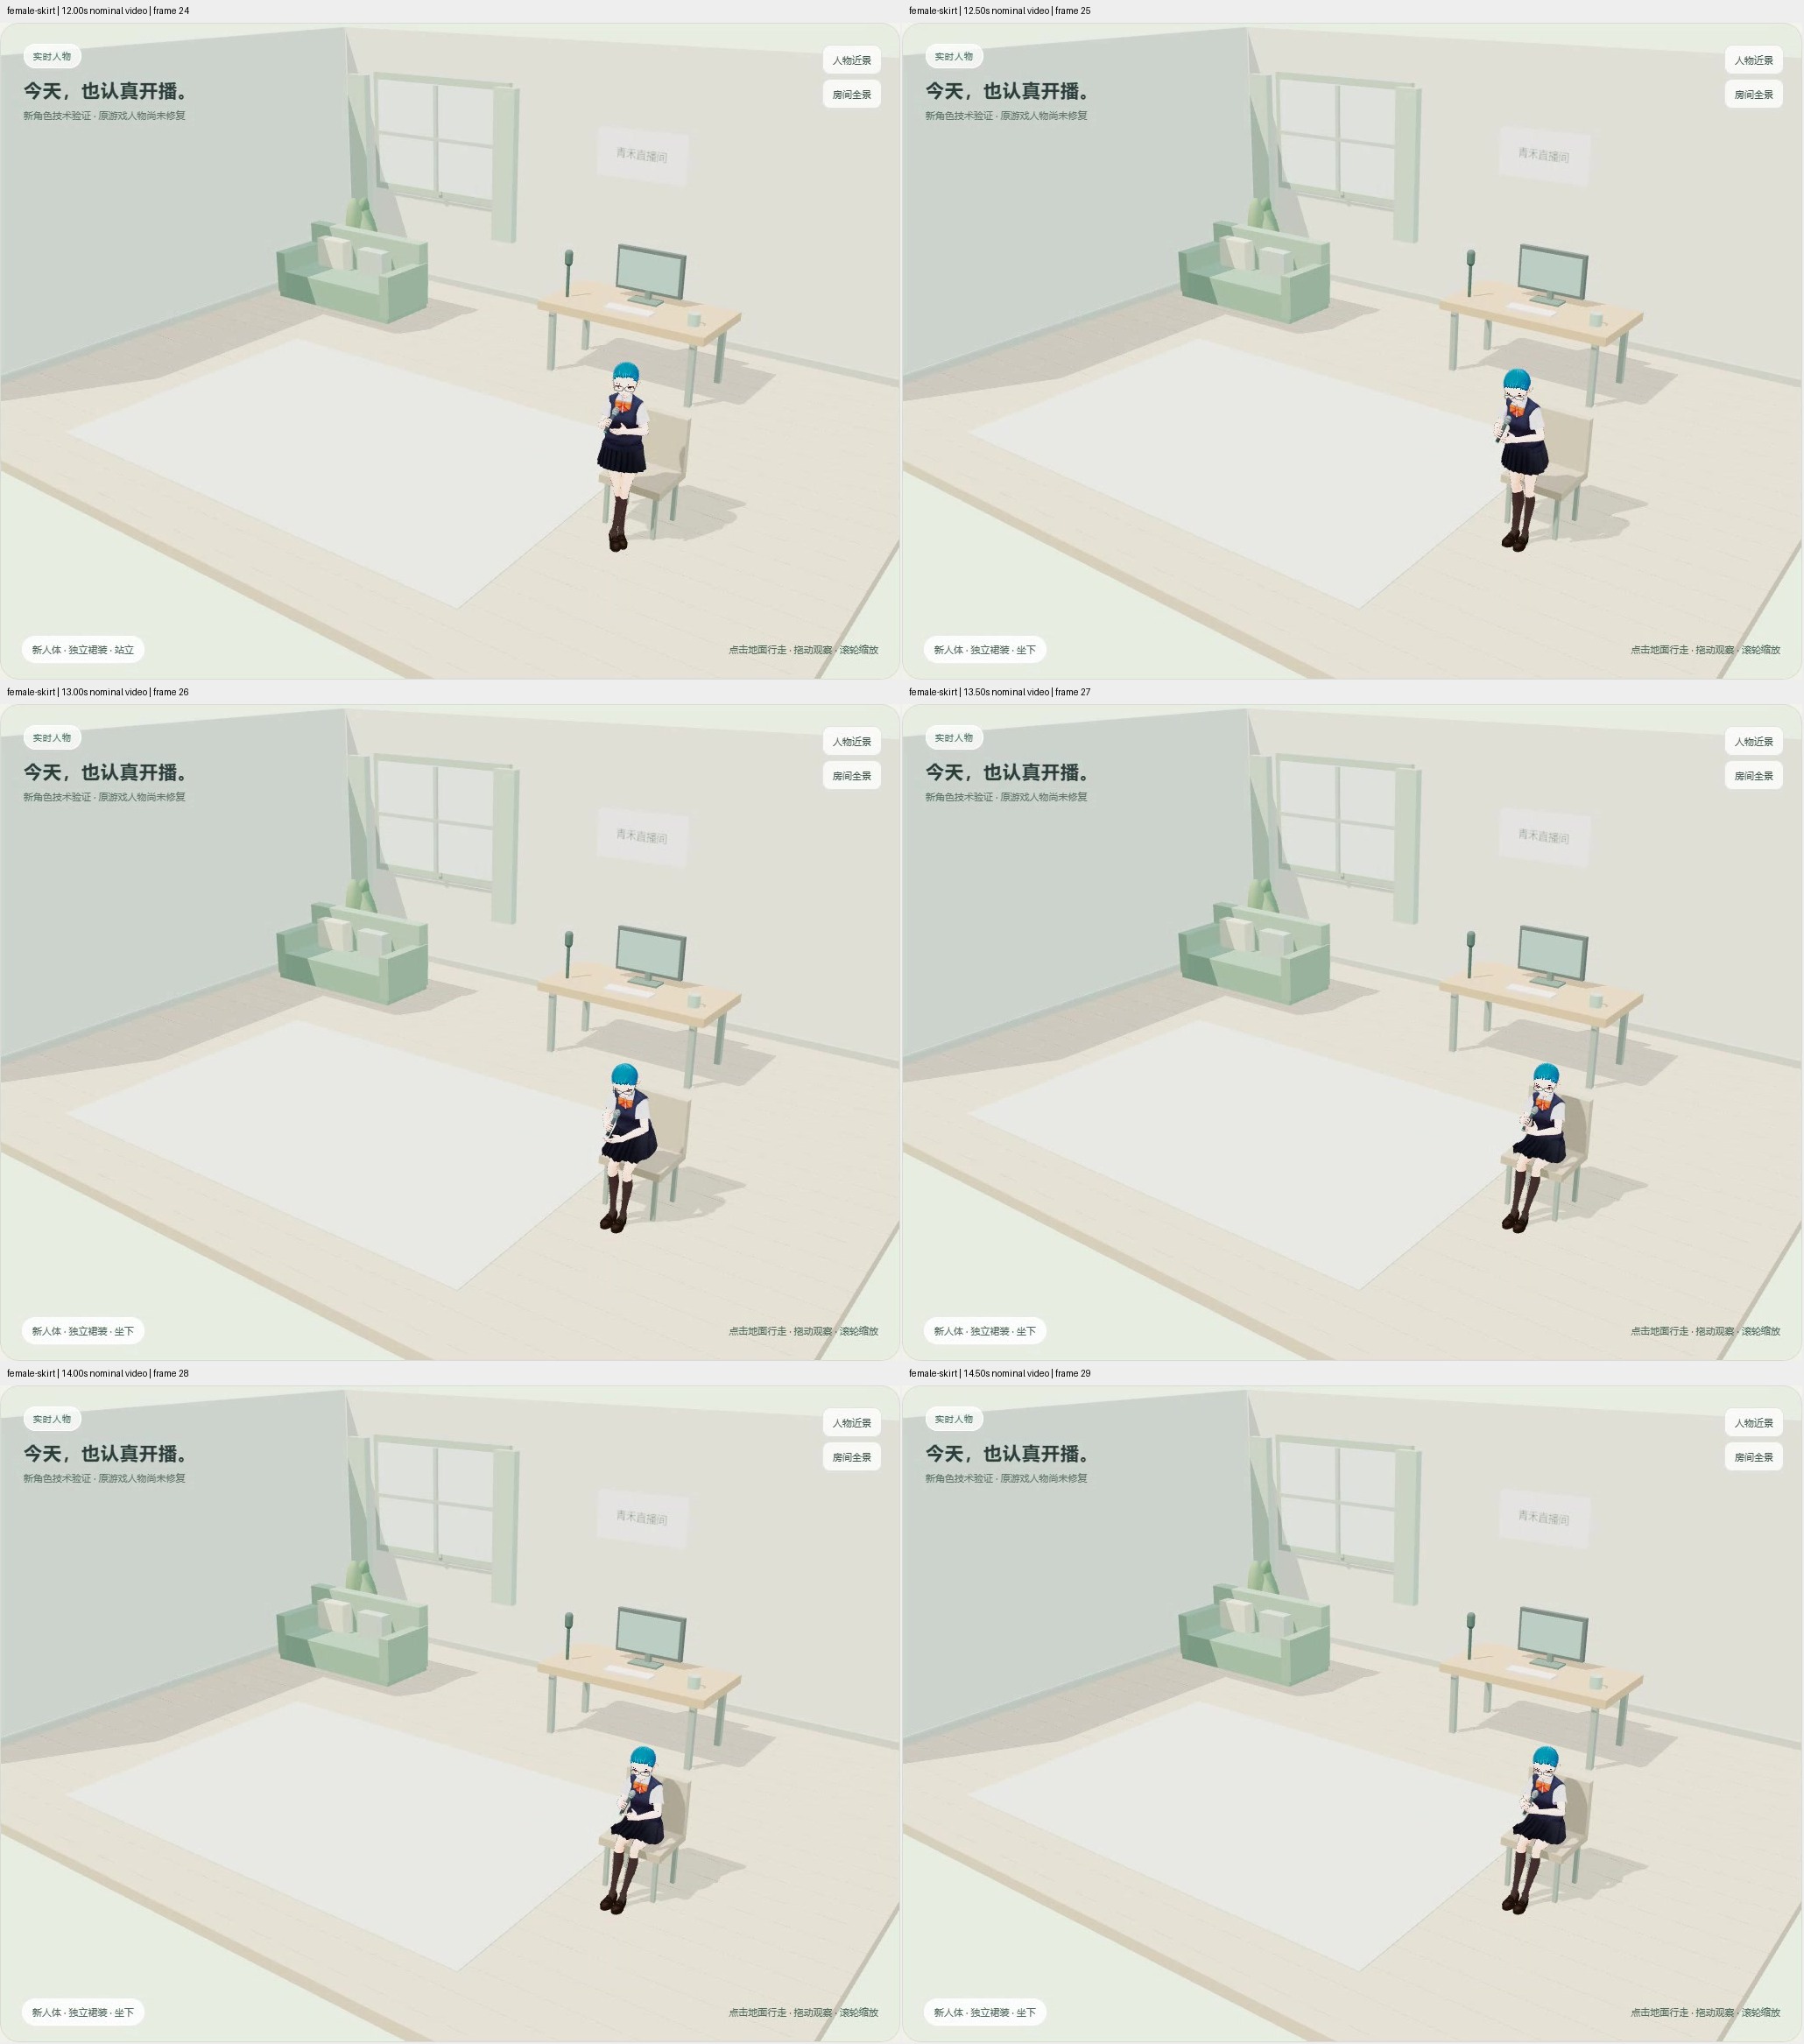 female-skirt | 12.00s nominal video | frame 24
实时人物
人物近景
今天，也认真开播。
房间全景
新角色技术验证 · 原游戏人物尚未修复
青禾直播间
新人体 · 独立裙装 · 站立
点击地面行走 · 拖动观察 · 滚轮缩放
female-skirt | 12.50s nominal video | frame 25
实时人物
人物近景
今天，也认真开播。
房间全景
新角色技术验证 · 原游戏人物尚未修复
青禾直播间
新人体 · 独立裙装 · 坐下
点击地面行走 · 拖动观察 · 滚轮缩放
female-skirt | 13.00s nominal video | frame 26
实时人物
人物近景
今天，也认真开播。
房间全景
新角色技术验证 · 原游戏人物尚未修复
青禾直播间
新人体 · 独立裙装 · 坐下
点击地面行走 · 拖动观察 · 滚轮缩放
female-skirt | 13.50s nominal video | frame 27
实时人物
人物近景
今天，也认真开播。
房间全景
新角色技术验证 · 原游戏人物尚未修复
青禾直播间
新人体 · 独立裙装 · 坐下
点击地面行走 · 拖动观察 · 滚轮缩放
female-skirt | 14.00s nominal video | frame 28
实时人物
人物近景
今天，也认真开播。
房间全景
新角色技术验证 · 原游戏人物尚未修复
青禾直播间
新人体 · 独立裙装 · 坐下
点击地面行走 · 拖动观察 · 滚轮缩放
female-skirt | 14.50s nominal video | frame 29
实时人物
人物近景
今天，也认真开播。
房间全景
新角色技术验证 · 原游戏人物尚未修复
青禾直播间
新人体 · 独立裙装 · 坐下
点击地面行走 · 拖动观察 · 滚轮缩放